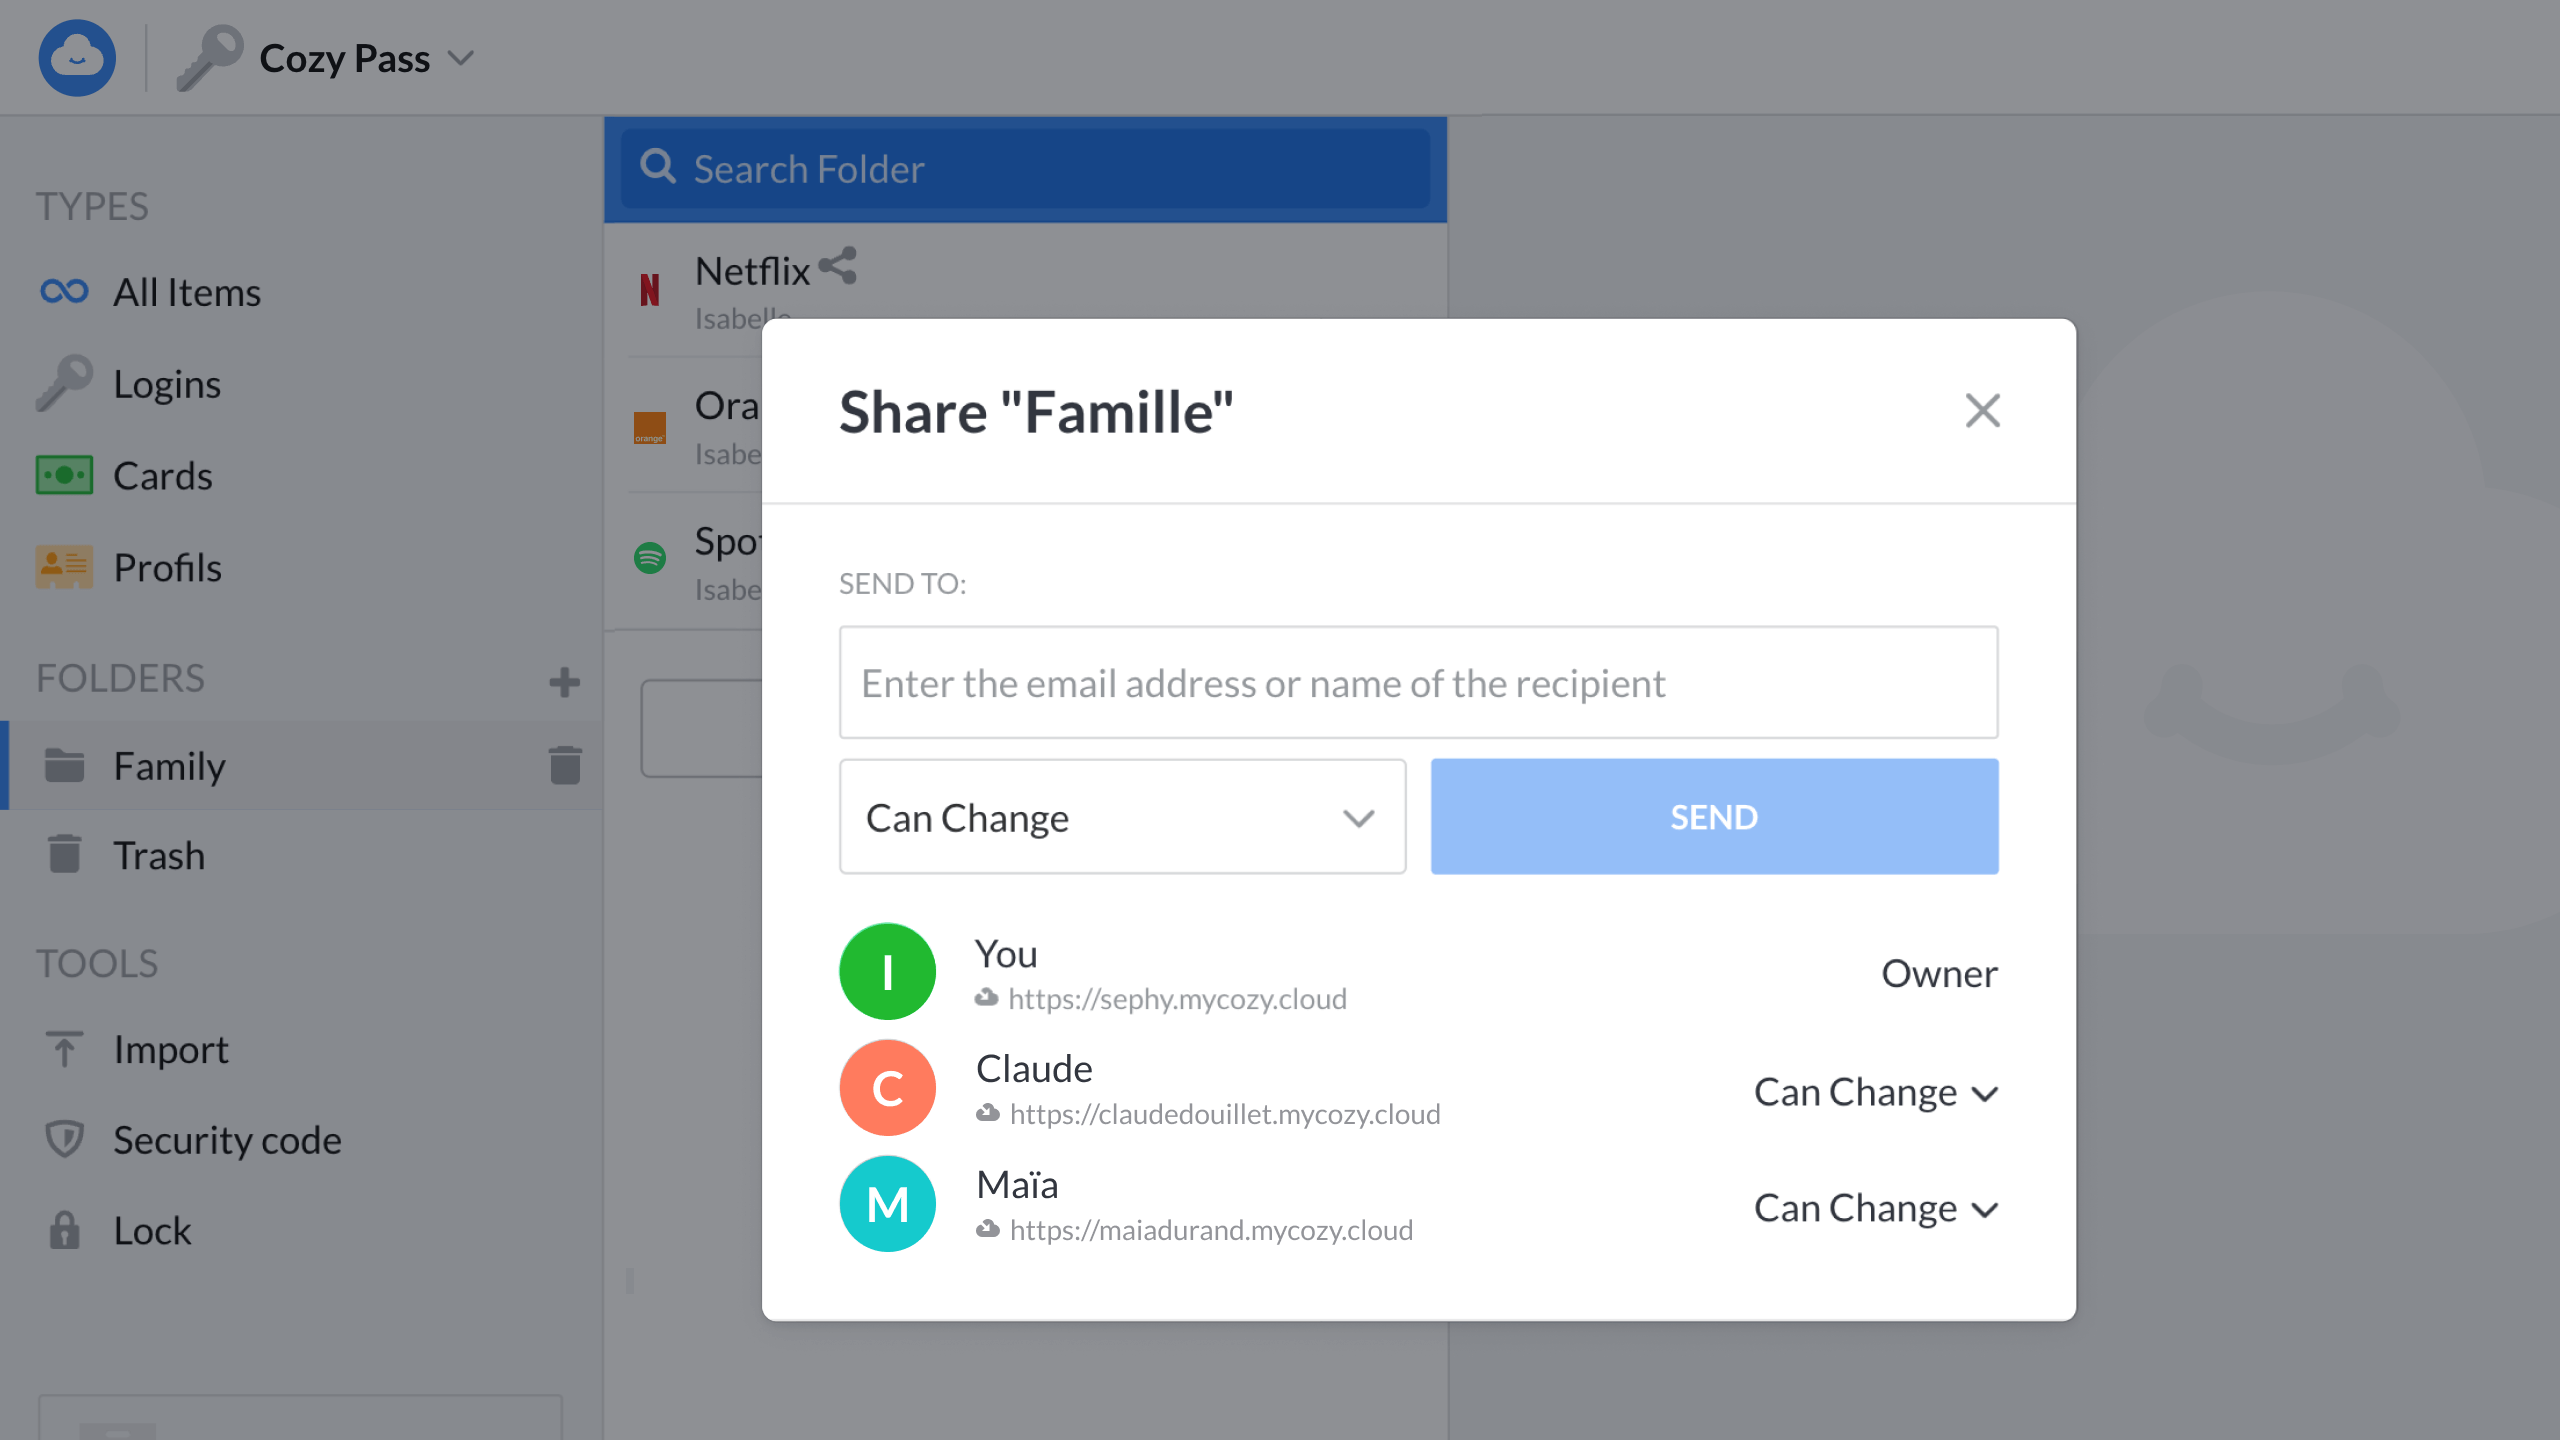 Cozy Pass
TYPES
All Items
Logins
Cards
Profils
FOLDERS
Family
Trash
TOOLS
Import
Security code
Lock
Search Folder
N
Netflix
Isabelle
orange
Ora
Isabe
Spot
Isabe
Share "Famille"
SEND TO:
Enter the email address or name of the recipient
Can Change
SEND
I
You
https://sephy.mycozy.cloud
Owner
C
Claude
https://claudedouillet.mycozy.cloud
Can Change
M
Maïa
https://maiadurand.mycozy.cloud
Can Change